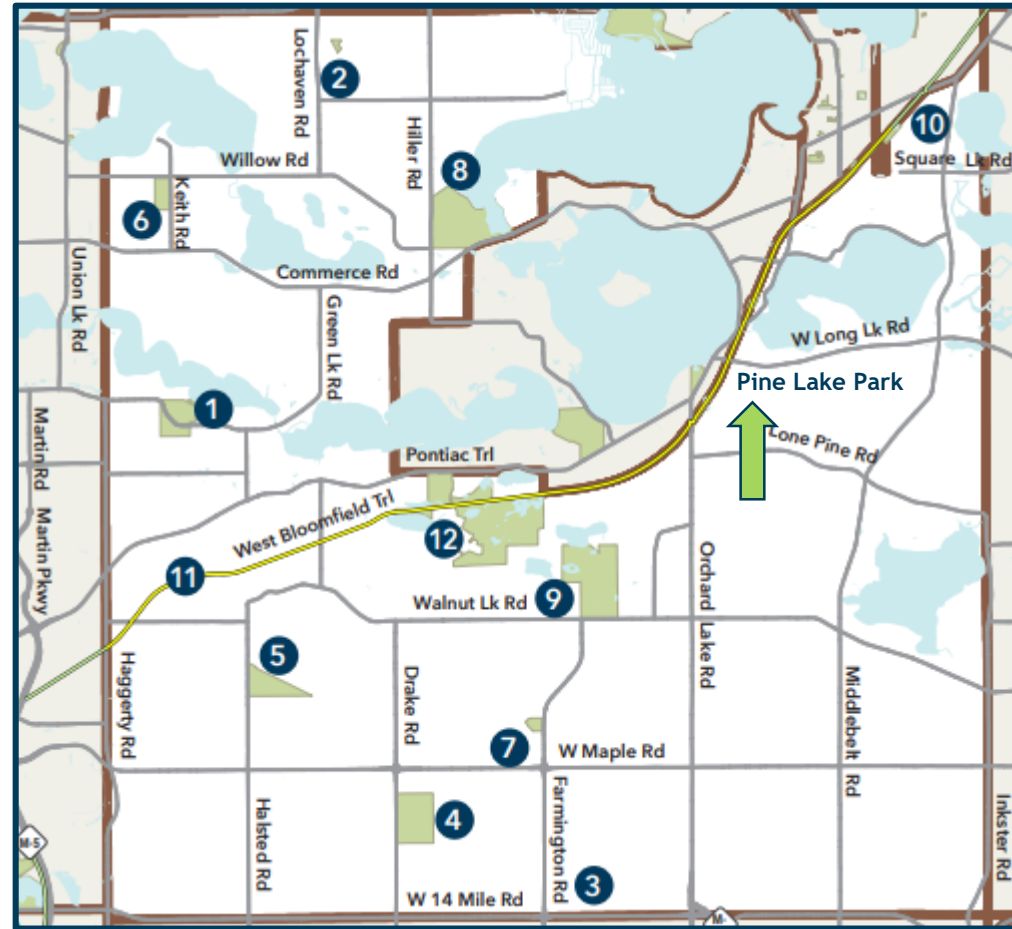 Lochaven Rd
2
Hiller Rd
10
Square Lk Rd
Willow Rd
8
Keith Rd
6
Union Lk Rd
Commerce Rd
Green Lk Rd
W Long Lk Rd
Pine Lake Park
1
Martin Rd
Lone Pine Rd
Pontiac Trl
Martin Pkwy
West Bloomfield Trl
12
11
Orchard Lake Rd
Walnut Lk Rd
9
5
Haggerty Rd
Drake Rd
Middlebelt Rd
7
W Maple Rd
Halsted Rd
4
Farmington Rd
Inkster Rd
M-5
3
W 14 Mile Rd
M-